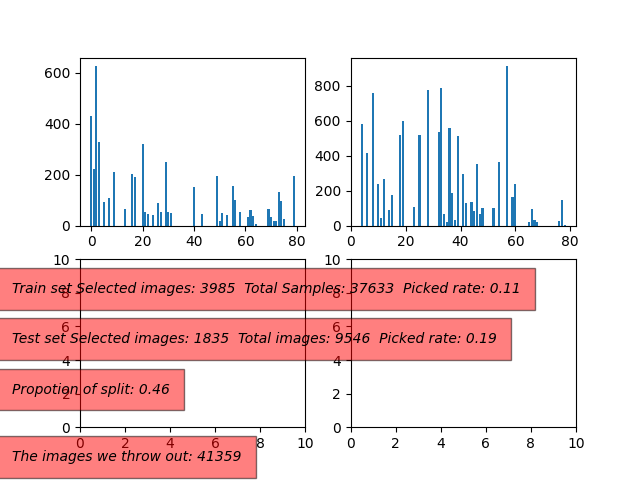 600
400
200
0
0 20 40 60 80
800
600
400
200
0
0 20 40 60 80
10
8
6
4
2
0
0 2 4 6 8 10
10
8
6
4
2
0
0 2 4 6 8 10
Train set Selected images: 3985 Total Samples: 37633 Picked rate: 0.11
Test set Selected images: 1835 Total images: 9546 Picked rate: 0.19
Propotion of split: 0.46
The images we throw out: 41359